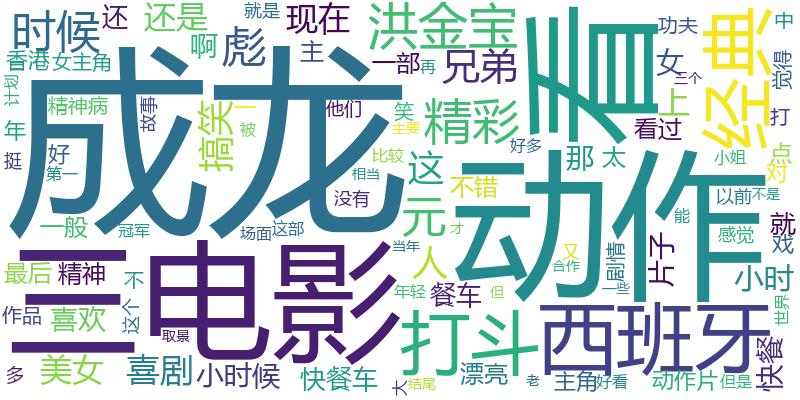 时候
还
还是
就是
现在
洪金宝
看
功夫
经典
中
啊
彪
主
一部
再
兄弟
女
觉得
香港
女主角
计划
精神病
故事
搞笑
一
被
他们
笑
主要
精彩
上
三个
打
年
挺
好
第一
成龙
看过
好多
那
太
小姐
点
比较
相当
这
不错
对
没有
以前
不是
一般
冠军
场面
这部
元
才
动作
能
感觉
就
戏
三
电影
当年
人
又
合作
剧情
一些
片子
小时
最后
精神
不
这个
年轻
餐车
但
作品
喜欢
取景
打斗
西班牙
世界
快餐
多
美女
喜剧
小时候
快餐车
大
结尾
漂亮
老
主角
好看
动作片
但是